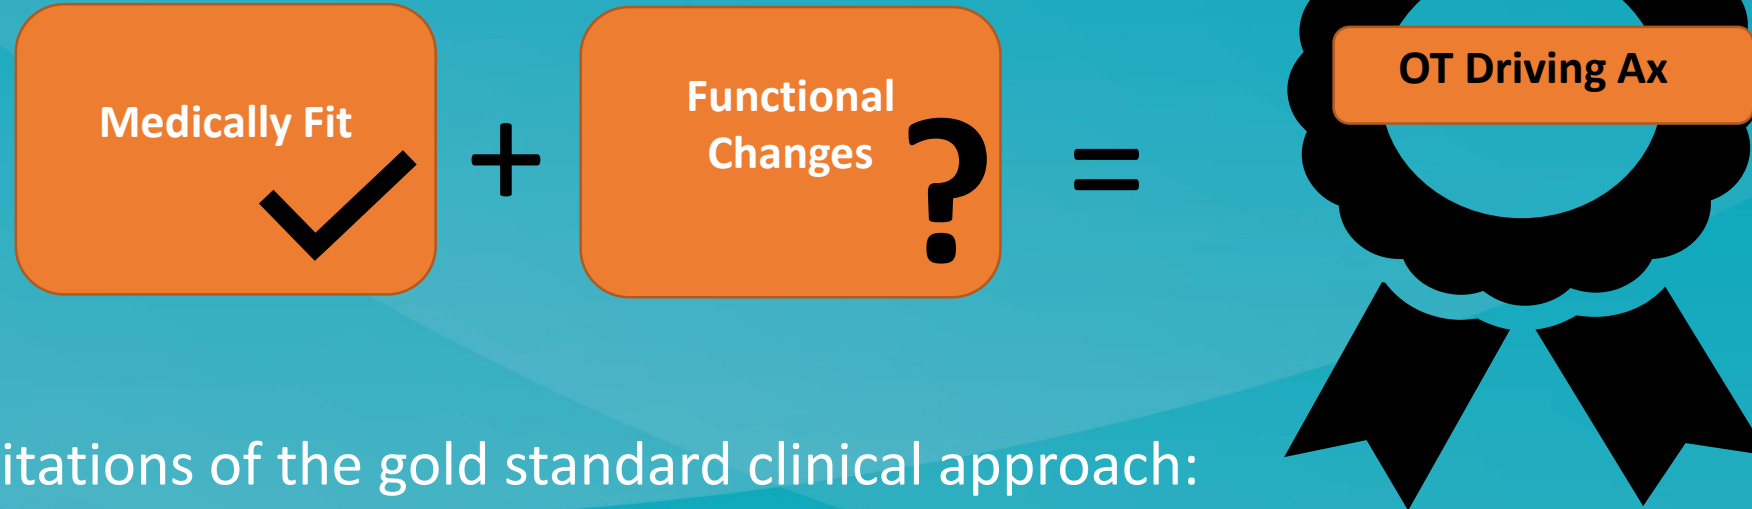 Medically Fit
+
Functional
Changes
?
=
OT Driving Ax
itations of the gold standard clinical approach: